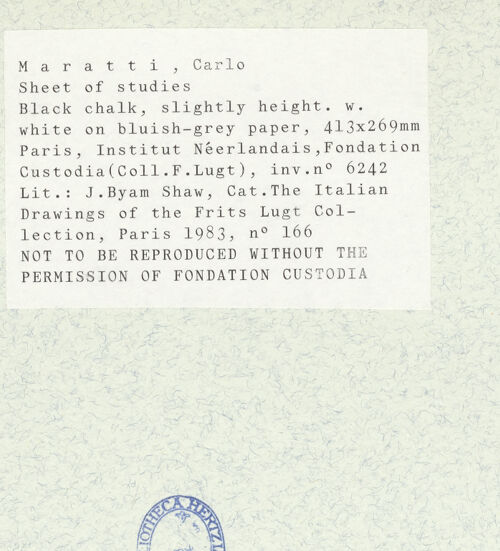 M a r a t t i , Carlo
Sheet of studies
Black chalk, slightly height. w.
white on bluish-grey paper, 413x269mm
Paris, Institut Néerlandais,Fondation
Custodia(Coll.F.Lugt), inv.nº 6242
Lit.: J.Byam Shaw, Cat.The Italian
Drawings of the Frits Lugt Col-
lection, Paris 1983, nº 166
NOT TO BE REPRODUCED WITHOUT THE
PERMISSION OF FONDATION CUSTODIA